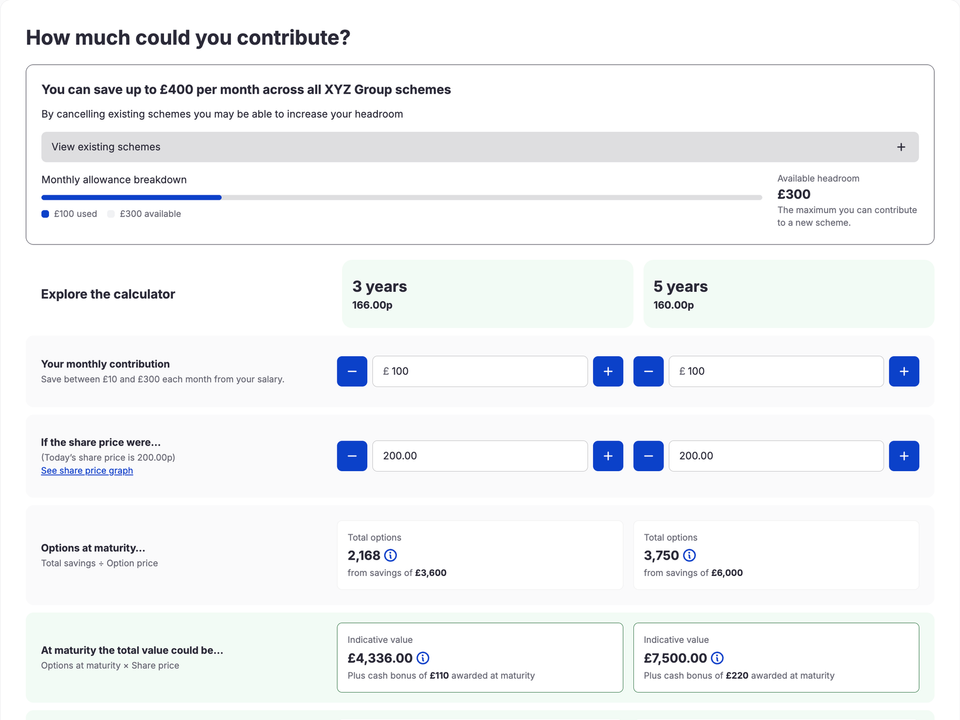 How much could you contribute?
You can save up to £400 per month across all XYZ Group schemes
By cancelling existing schemes you may be able to increase your headroom
View existing schemes +
Monthly allowance breakdown
£100 used £300 available
Available headroom
£300
The maximum you can contribute
to a new scheme.
Explore the calculator
3 years
166.00p
5 years
160.00p
Your monthly contribution
Save between £10 and £300 each month from your salary.
− £ 100 +
− £ 100 +
If the share price were...
(Today's share price is 200.00p)
See share price graph
− 200.00 +
− 200.00 +
Options at maturity...
Total savings ÷ Option price
Total options
2,168
from savings of £3,600
Total options
3,750
from savings of £6,000
At maturity the total value could be...
Options at maturity × Share price
Indicative value
£4,336.00
Plus cash bonus of £110 awarded at maturity
Indicative value
£7,500.00
Plus cash bonus of £220 awarded at maturity